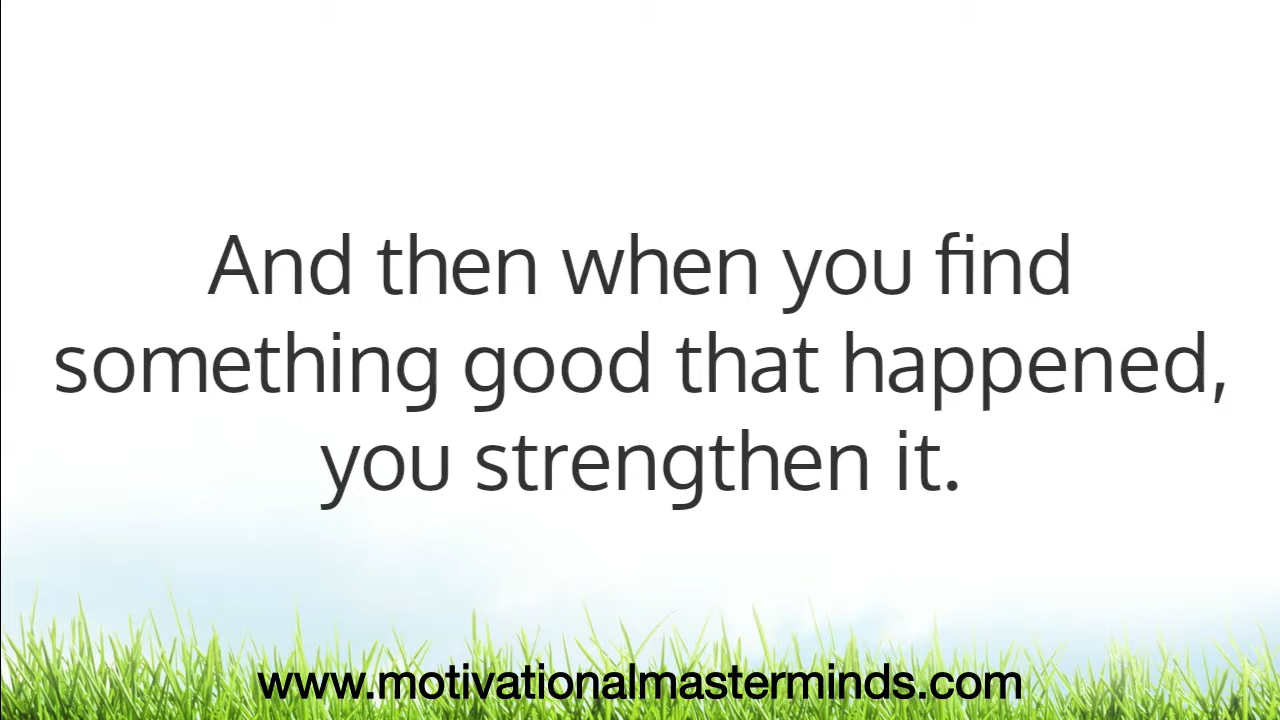 And then when you find
something good that happened,
you strengthen it.
www.motivationalmasterminds.com